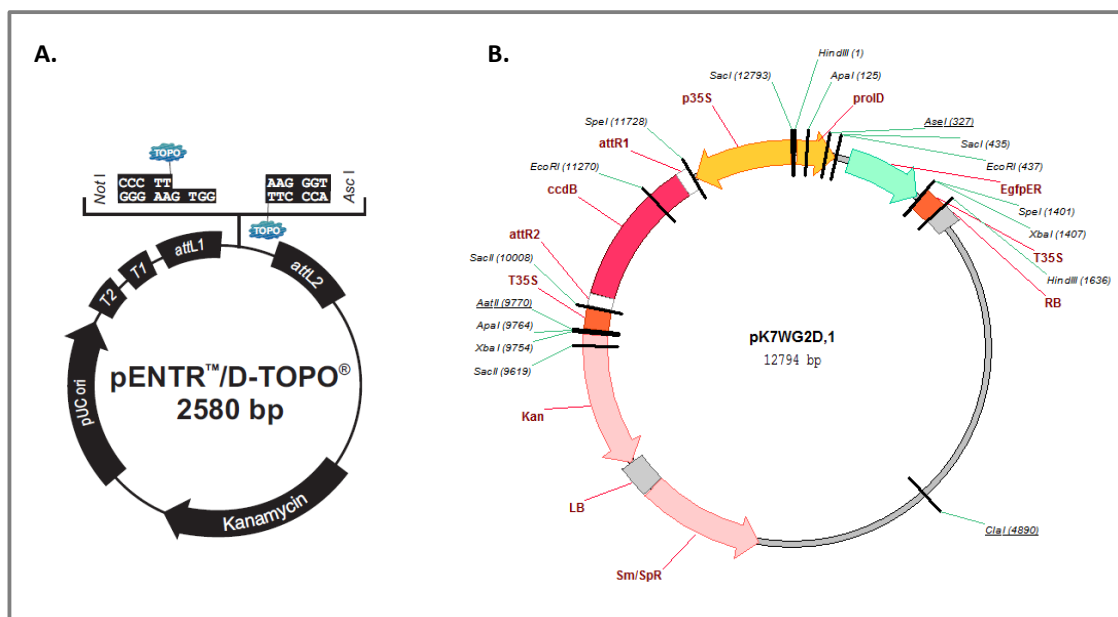 A.
Not I
TOPO
CCC TT
GGG AAG TGG
AAG GGT
TTC CCA
TOPO
Asc I
T2
T1
attL1
attL2
pUC ori
pENTR™/D-TOPO®
2580 bp
Kanamycin
B.
HindIII (1)
SacI (12793)
ApaI (125)
p35S
prolD
SpeI (11728)
AseI (327)
attR1
SacI (435)
EcoRI (11270)
EcoRI (437)
ccdB
EgfpER
SpeI (1401)
attR2
XbaI (1407)
SacII (10008)
T35S
T35S
HindIII (1636)
AatII (9770)
RB
ApaI (9764)
pK7WG2D,1
XbaI (9754)
12794 bp
SacII (9619)
Kan
LB
ClaI (4890)
Sm/SpR